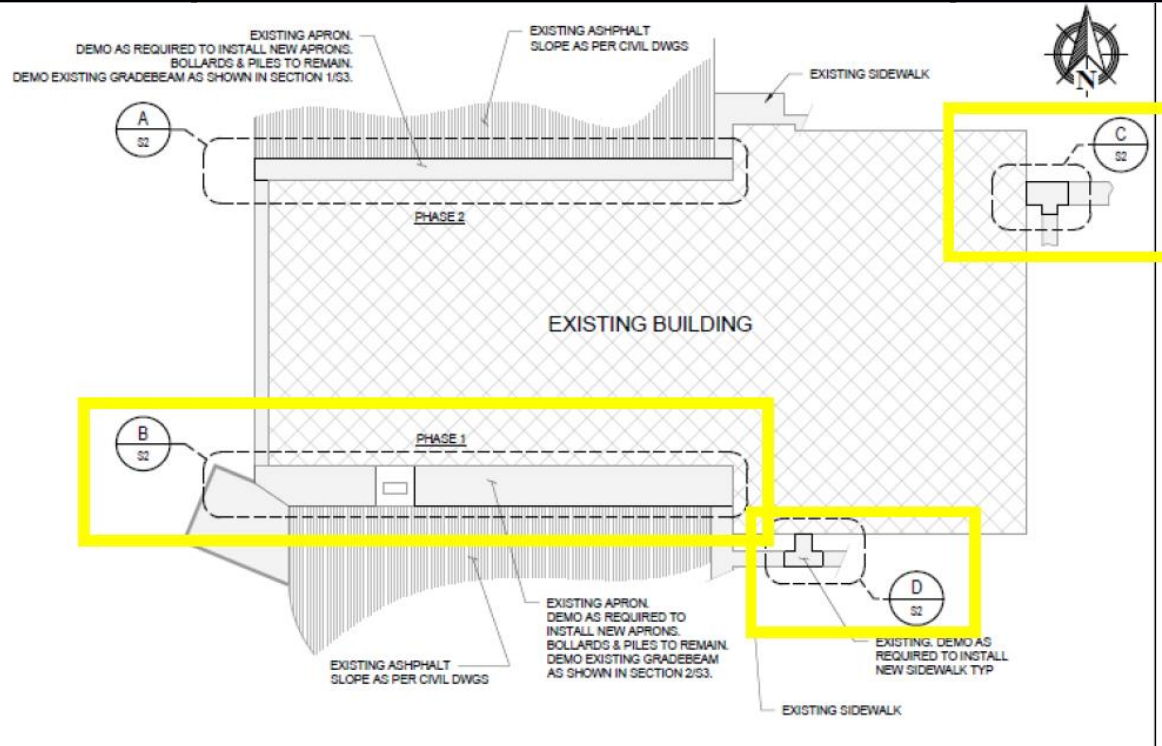 EXISTING APRON.
DEMO AS REQUIRED TO INSTALL NEW APRONS.
BOLLARDS & PILES TO REMAIN.
DEMO EXISTING GRADEBEAM AS SHOWN IN SECTION 1/S3.
EXISTING ASHPHALT
SLOPE AS PER CIVIL DWGS
EXISTING SIDEWALK
N
A
S2
C
S2
PHASE 2
EXISTING BUILDING
B
S2
PHASE 1
D
S2
EXISTING APRON.
DEMO AS REQUIRED TO
INSTALL NEW APRONS.
BOLLARDS & PILES TO REMAIN.
DEMO EXISTING GRADEBEAM
AS SHOWN IN SECTION 2/S3.
EXISTING. DEMO AS
REQUIRED TO INSTALL
NEW SIDEWALK TYP
EXISTING ASHPHALT
SLOPE AS PER CIVIL DWGS
EXISTING SIDEWALK